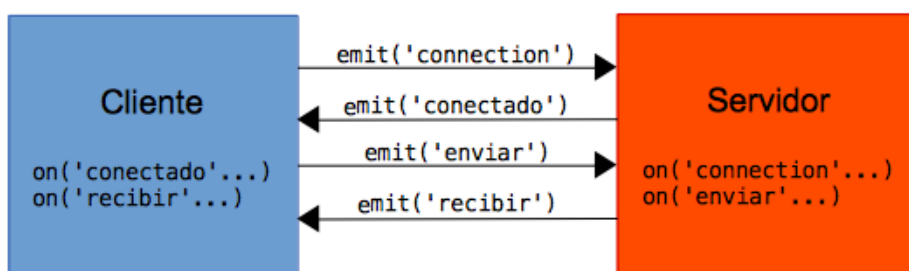 Cliente
on('conectado'...)
on('recibir'...)
emit('connection')
emit('conectado')
emit('enviar')
emit('recibir')
Servidor
on('connection'...)
on('enviar'...)